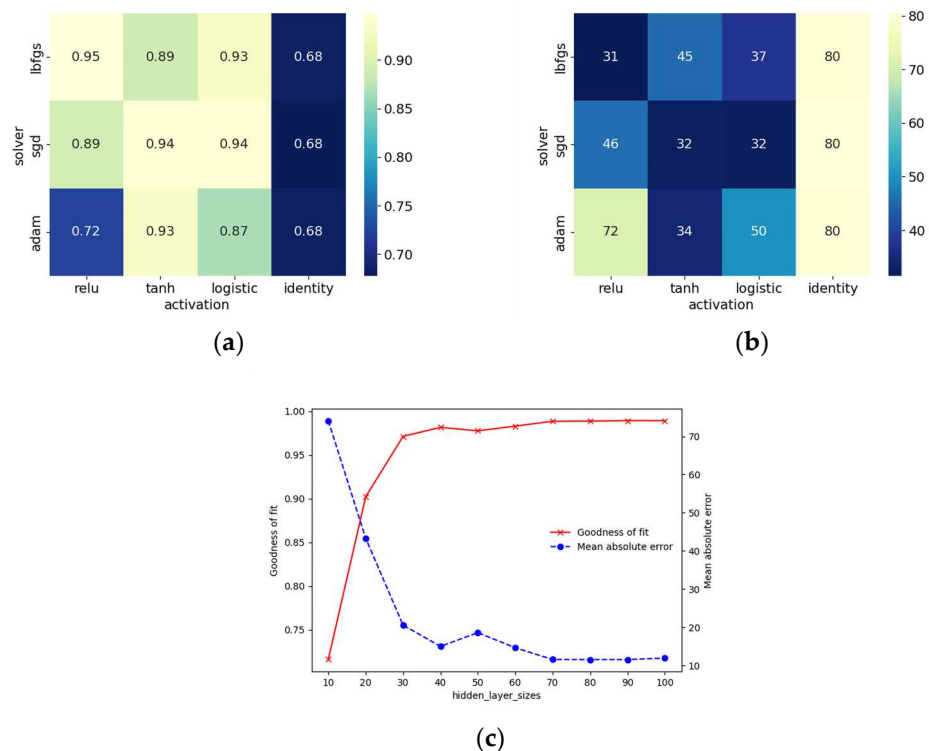 solver
lbfgs
sgd
adam
0.95 0.89 0.93 0.68
0.89 0.94 0.94 0.68
0.72 0.93 0.87 0.68
relu tanh logistic identity
activation
0.90
0.85
0.80
0.75
0.70
(a)
solver
lbfgs
sgd
adam
31 45 37 80
46 32 32 80
72 34 50 80
relu tanh logistic identity
activation
80
70
60
50
40
(b)
Goodness of fit
1.00
0.95
0.90
0.85
0.80
0.75
Goodness of fit
Mean absolute error
70
60
50
40
30
20
10
Mean absolute error
10 20 30 40 50 60 70 80 90 100
hidden_layer_sizes
(c)